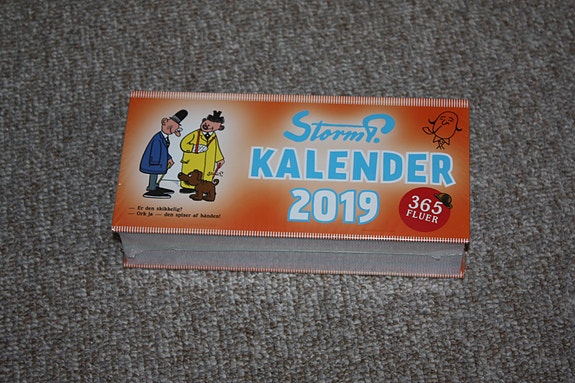 Storm P.
KALENDER
2019
365
FLUER
— Er den skikkelig?
— Ork ja — den spiser af hånden!